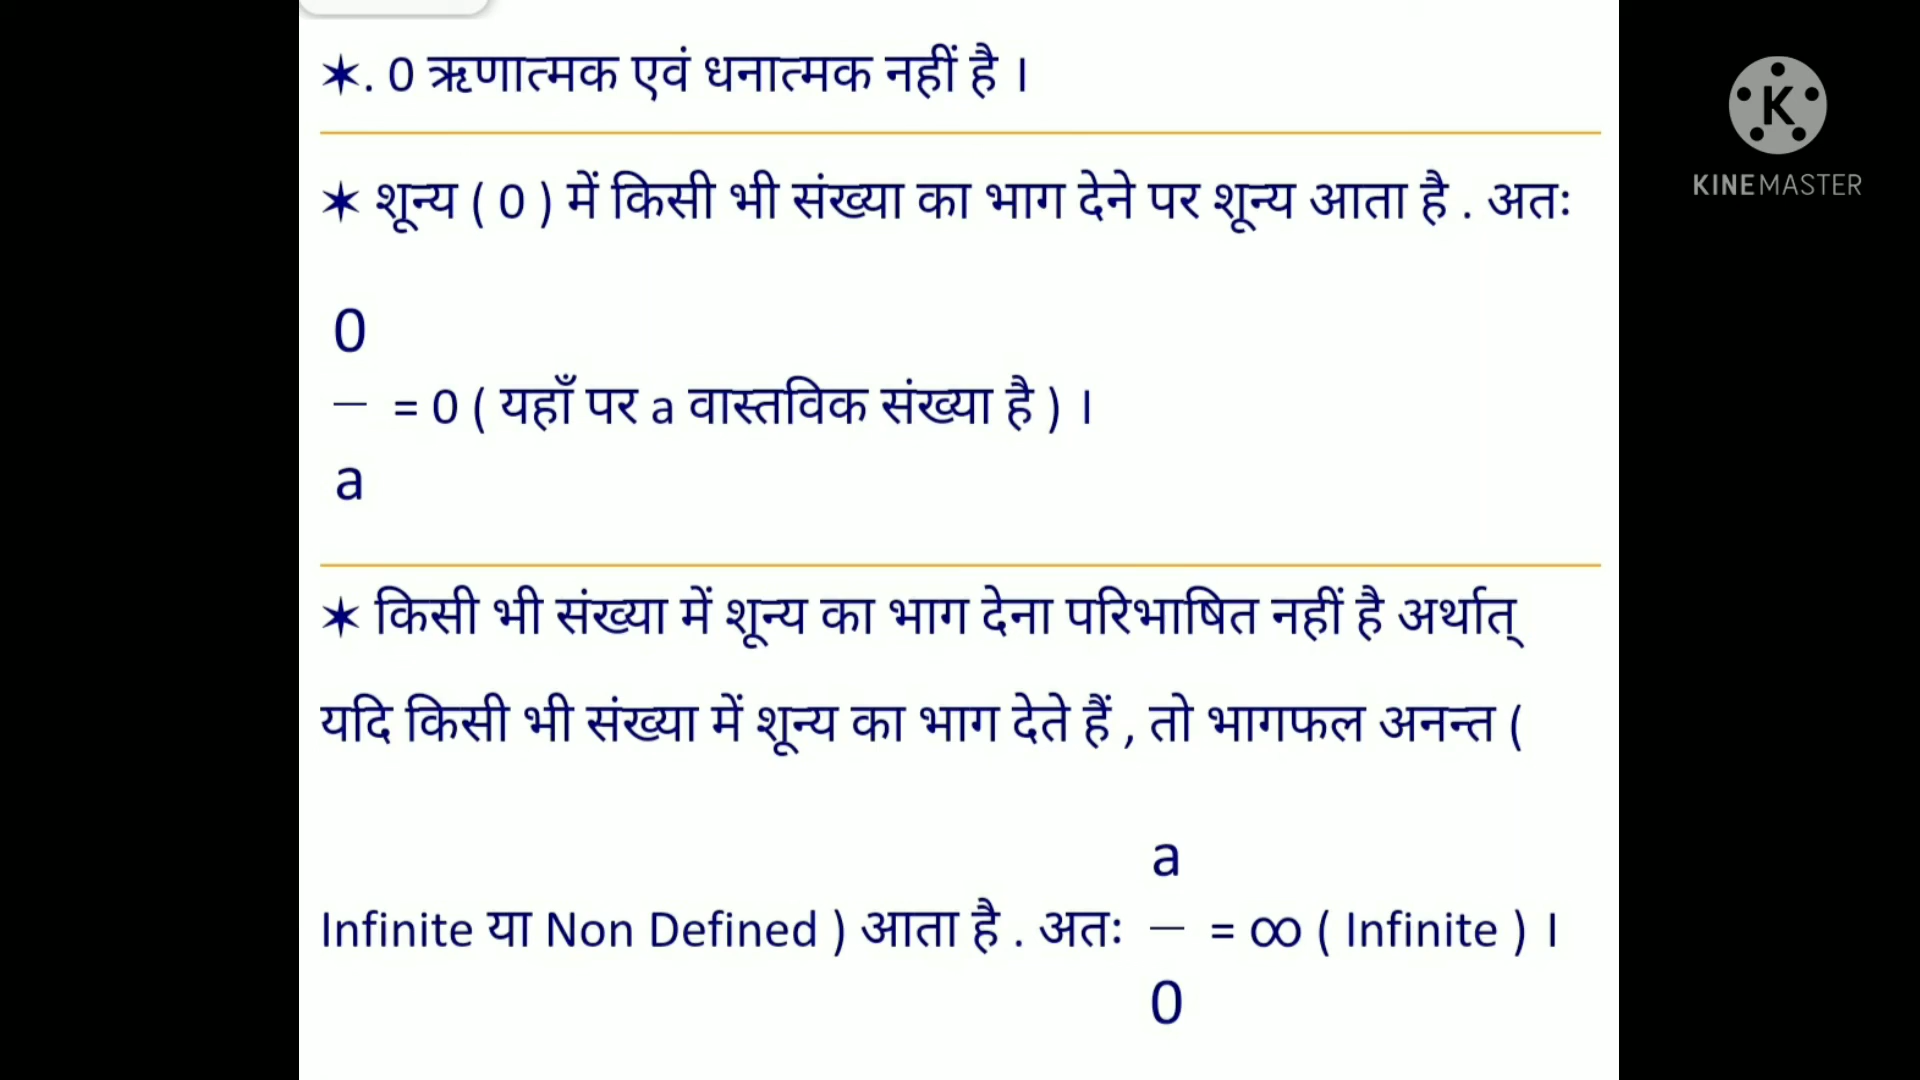 ✶. 0 ऋणात्मक एवं धनात्मक नहीं है ।
✶ शून्य ( 0 ) में किसी भी संख्या का भाग देने पर शून्य आता है . अतः
0
— = 0 ( यहाँ पर a वास्तविक संख्या है ) ।
a
✶ किसी भी संख्या में शून्य का भाग देना परिभाषित नहीं है अर्थात्
यदि किसी भी संख्या में शून्य का भाग देते हैं , तो भागफल अनन्त (
a
Infinite या Non Defined ) आता है . अतः — = ∞ ( Infinite ) ।
0
K
KINEMASTER